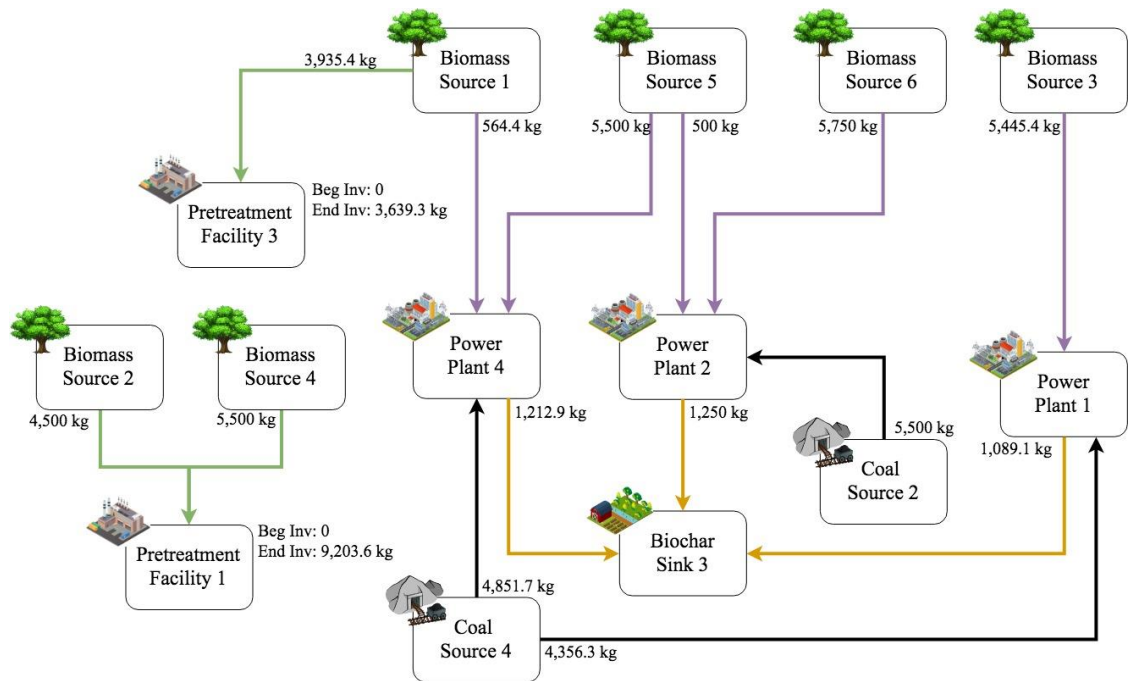 Biomass
Source 1
Biomass
Source 5
Biomass
Source 6
Biomass
Source 3
3,935.4 kg
564.4 kg
5,500 kg
500 kg
5,750 kg
5,445.4 kg
Pretreatment
Facility 3
Beg Inv: 0
End Inv: 3,639.3 kg
Biomass
Source 2
Biomass
Source 4
Power
Plant 4
Power
Plant 2
Power
Plant 1
4,500 kg
5,500 kg
1,212.9 kg
1,250 kg
5,500 kg
1,089.1 kg
Coal
Source 2
Pretreatment
Facility 1
Beg Inv: 0
End Inv: 9,203.6 kg
Biochar
Sink 3
4,851.7 kg
Coal
Source 4
4,356.3 kg